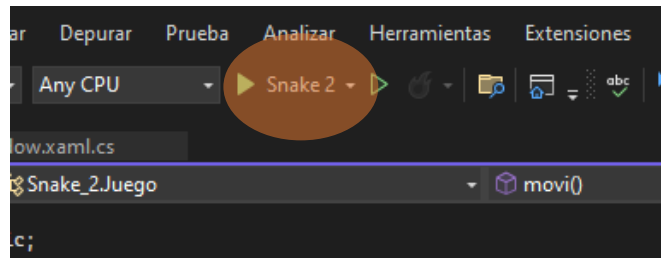 ar Depurar Prueba Analizar Herramientas Extensiones
Any CPU Snake 2 abc
low.xaml.cs
Snake_2.Juego movi()
.c;